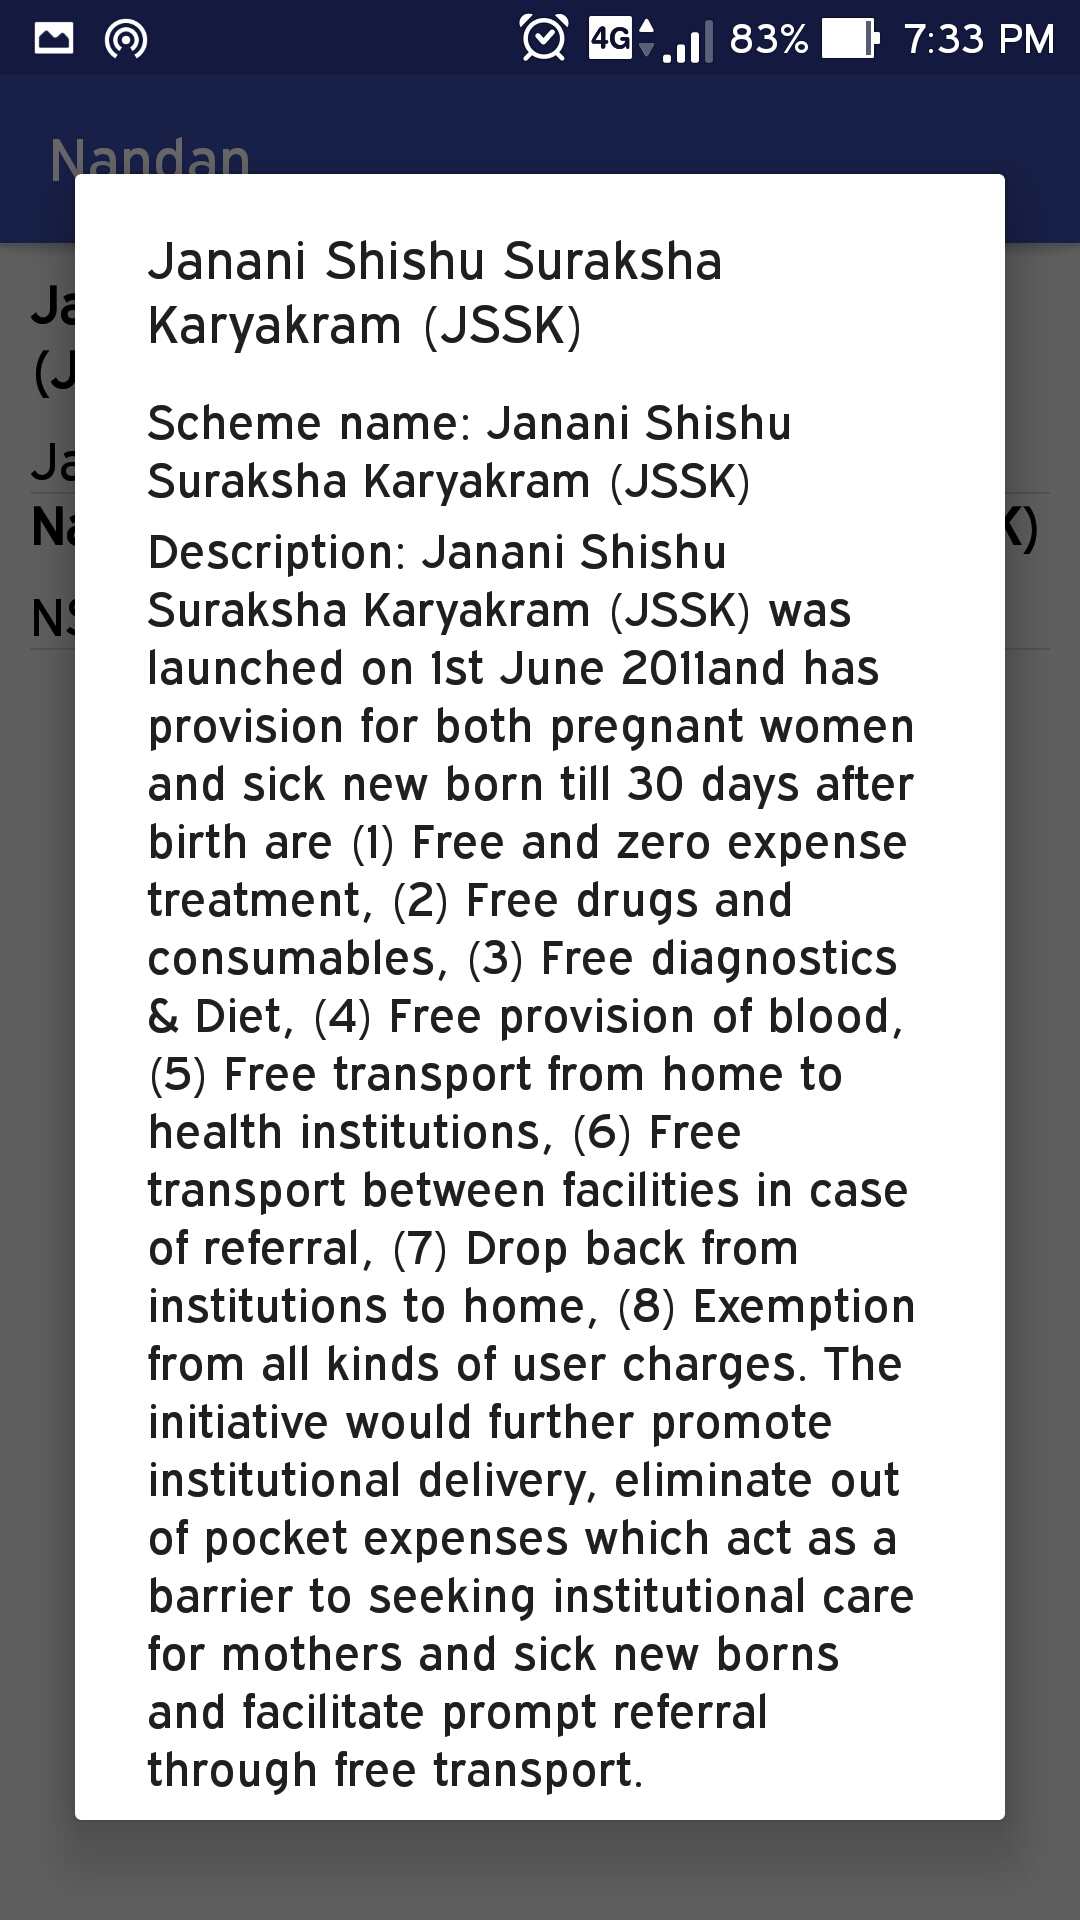 4G 83% 7:33 PM
Nandan
Janani Shishu Suraksha
Karyakram (JSSK)
Scheme name: Janani Shishu
Suraksha Karyakram (JSSK)
Description: Janani Shishu
Suraksha Karyakram (JSSK) was
launched on 1st June 2011and has
provision for both pregnant women
and sick new born till 30 days after
birth are (1) Free and zero expense
treatment, (2) Free drugs and
consumables, (3) Free diagnostics
& Diet, (4) Free provision of blood,
(5) Free transport from home to
health institutions, (6) Free
transport between facilities in case
of referral, (7) Drop back from
institutions to home, (8) Exemption
from all kinds of user charges. The
initiative would further promote
institutional delivery, eliminate out
of pocket expenses which act as a
barrier to seeking institutional care
for mothers and sick new borns
and facilitate prompt referral
through free transport.